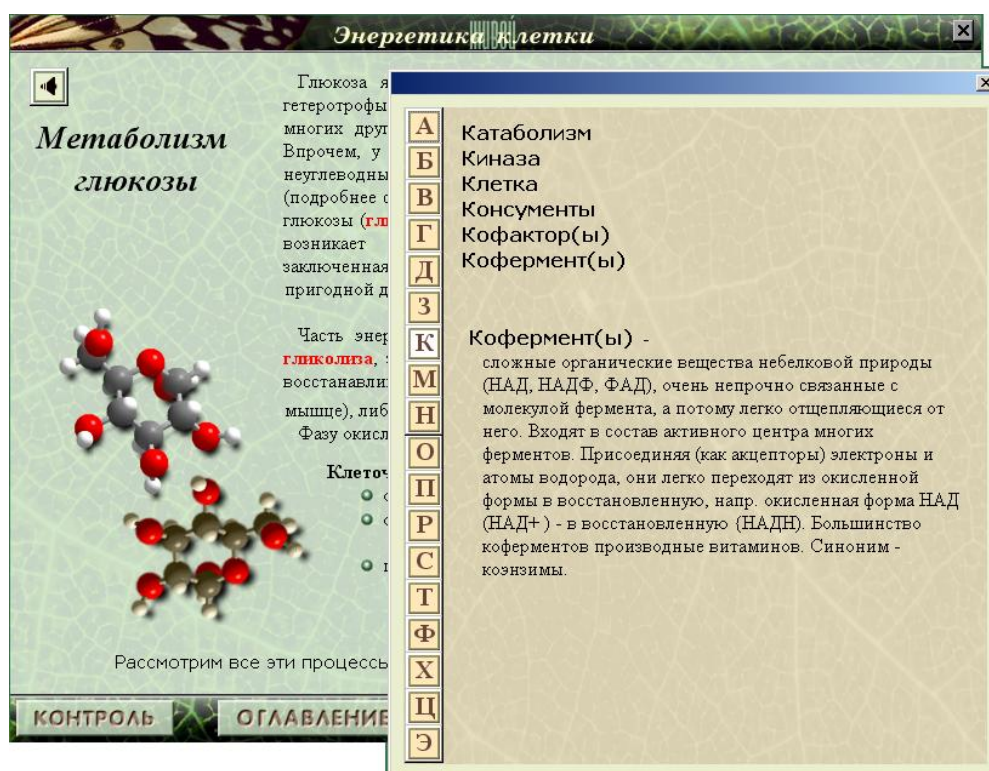 Энергетика клетки
Метаболизм
глюкозы
Глюкоза я
гетеротрофы
многих друг
Впрочем, у
неуглеводны
(подробнее о
глюкозы (гли
возникает
заключенная
пригодной д
Часть энер
гликолиза, з
восстанавли
мышце), либ
Фазу окисл
Клеточ
Рассмотрим все эти процессы
КОНТРОЛЬ
ОГЛАВЛЕНИЕ
А
Б
В
Г
Д
З
К
М
Н
О
П
Р
С
Т
Ф
Х
Ц
Э
Катаболизм
Киназа
Клетка
Консументы
Кофактор(ы)
Кофермент(ы)
Кофермент(ы) -
сложные органические вещества небелковой природы
(НАД, НАДФ, ФАД), очень непрочно связанные с
молекулой фермента, а потому легко отщепляющиеся от
него. Входят в состав активного центра многих
ферментов. Присоединяя (как акцепторы) электроны и
атомы водорода, они легко переходят из окисленной
формы в восстановленную, напр. окисленная форма НАД
(НАД+ ) - в восстановленную (НАДН). Большинство
коферментов производные витаминов. Синоним -
коэнзимы.